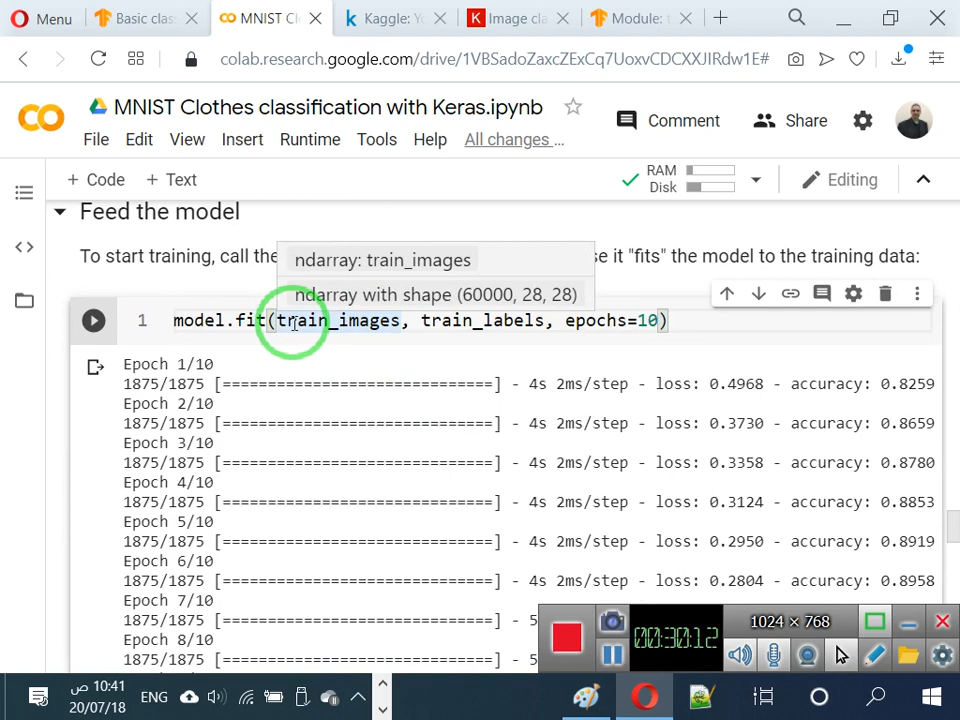 Menu
Basic clas
MNIST Cl
Kaggle: Yo
Image cla
Module: t
colab.research.google.com/drive/1VBSadoZaxcZExCq7UoxvCDCXXJIRdwyE#
MNIST Clothes classification with Keras.ipynb
Comment
Share
File Edit View Insert Runtime Tools Help All changes …
+ Code + Text
RAM
Disk
Editing
Feed the model
To start training, call the
se it "fits" the model to the training data:
ndarray: train_images
ndarray with shape (60000, 28, 28)
1 model.fit(train_images, train_labels, epochs=10)
Epoch 1/10
1875/1875 [==============================] - 4s 2ms/step - loss: 0.4968 - accuracy: 0.8259
Epoch 2/10
1875/1875 [==============================] - 4s 2ms/step - loss: 0.3730 - accuracy: 0.8659
Epoch 3/10
1875/1875 [==============================] - 4s 2ms/step - loss: 0.3358 - accuracy: 0.8780
Epoch 4/10
1875/1875 [==============================] - 4s 2ms/step - loss: 0.3124 - accuracy: 0.8853
Epoch 5/10
1875/1875 [==============================] - 4s 2ms/step - loss: 0.2950 - accuracy: 0.8919
Epoch 6/10
1875/1875 [==============================] - 4s 2ms/step - loss: 0.2804 - accuracy: 0.8958
Epoch 7/10
1875/1875 [==============================] - 5
Epoch 8/10
1875/1875 [==============================] - 5
1024 × 768
00:30:12
10:41 ص
20/07/18
ENG